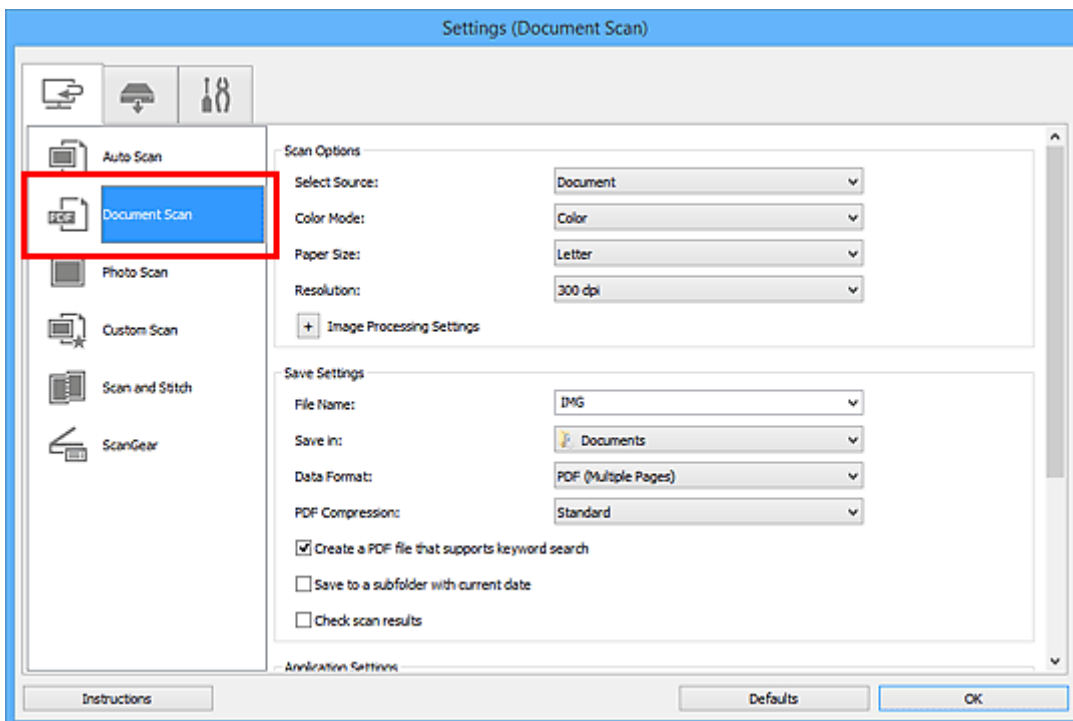 Settings (Document Scan)
Auto Scan
PDF
Document Scan
Photo Scan
Custom Scan
Scan and Stitch
ScanGear
Scan Options
Select Source: Document
Color Mode: Color
Paper Size: Letter
Resolution: 300 dpi
+ Image Processing Settings
Save Settings
File Name: IMG
Save in: Documents
Data Format: PDF (Multiple Pages)
PDF Compression: Standard
Create a PDF file that supports keyword search
Save to a subfolder with current date
Check scan results
Application Settings
Instructions Defaults OK